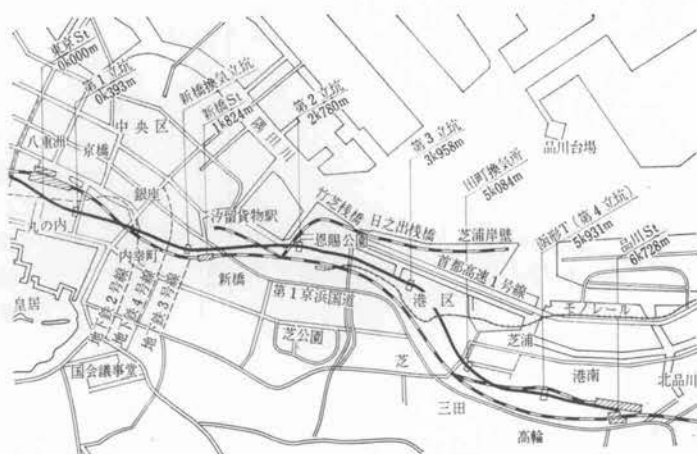 東京St
0k000m
第1立坑
0k393m
新橋換気立坑
新橋St
1k824m
隅田川
第2立坑
2k780m
第3立坑
3k958m
田町換気所
5k084m
函形T（第4立坑）
5k931m
品川St
6k728m
品川台場
中央区
八重洲
京橋
銀座
丸の内
内幸町
汐留貨物駅
竹芝桟橋
日之出桟橋
芝浦岸壁
恩賜公園
首都高速1号線
モノレール
新橋
第1京浜国道
港区
芝公園
芝浦
皇居
地下鉄2号線
地下鉄4号線
地下鉄3号線
国会議事堂
芝
三田
港南
北品川
高輪